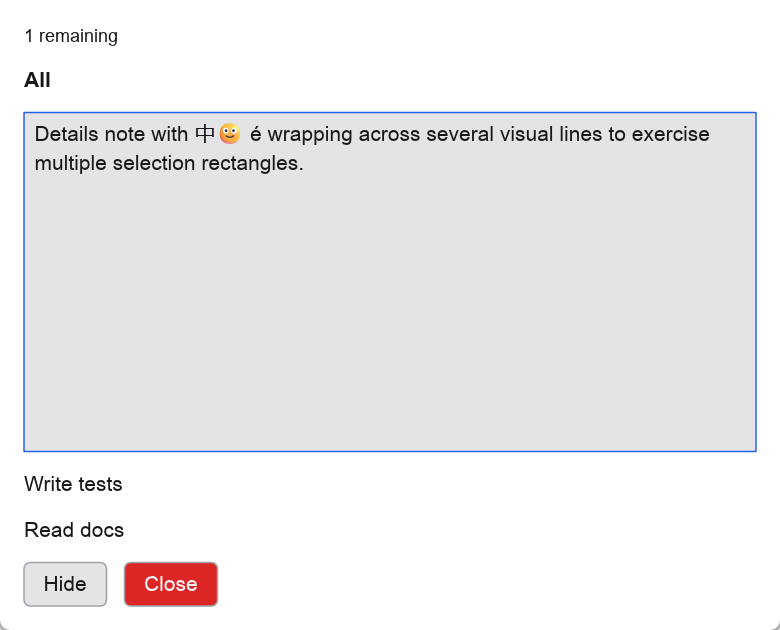 1 remaining
All
Details note with 中🙂 é wrapping across several visual lines to exercise
multiple selection rectangles.
Write tests
Read docs
Hide
Close